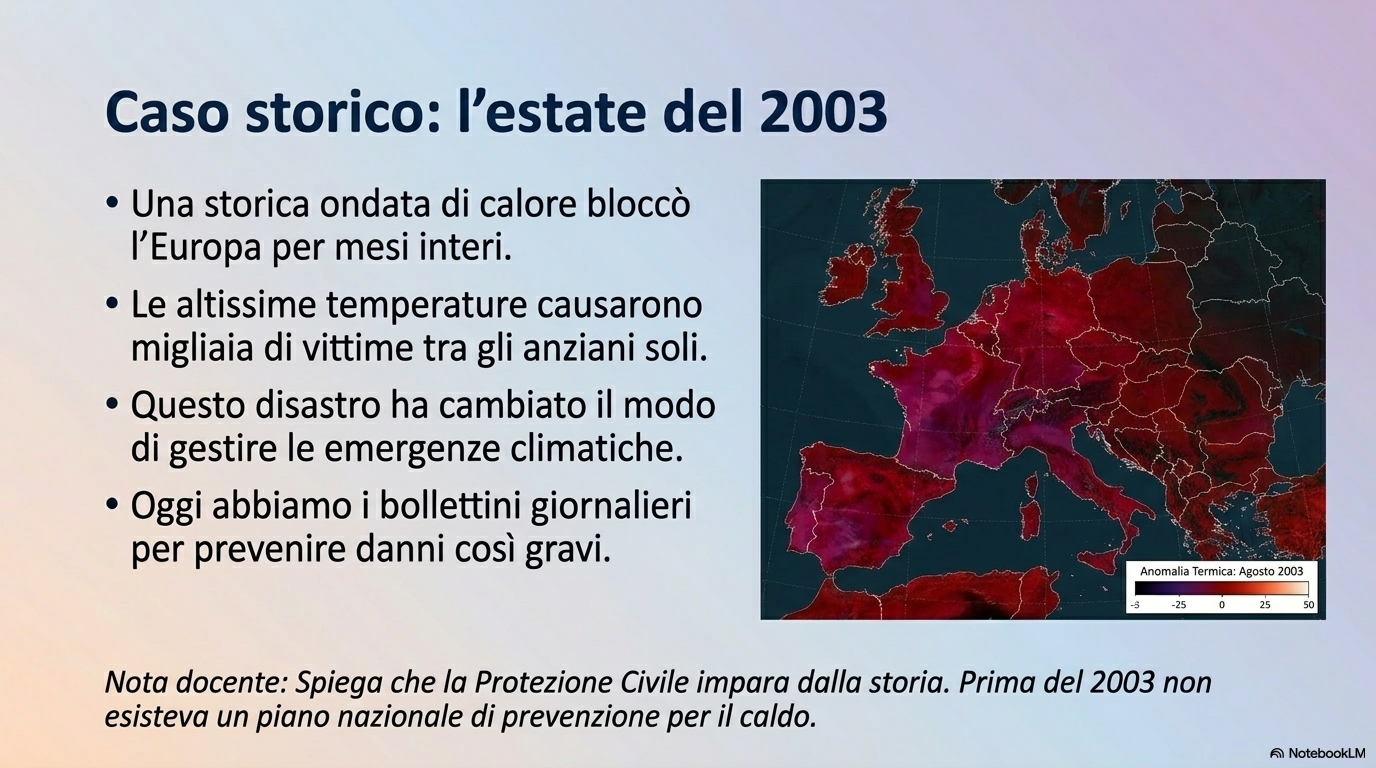 Caso storico: l’estate del 2003
• Una storica ondata di calore bloccò
l’Europa per mesi interi.
• Le altissime temperature causarono
migliaia di vittime tra gli anziani soli.
• Questo disastro ha cambiato il modo
di gestire le emergenze climatiche.
• Oggi abbiamo i bollettini giornalieri
per prevenire danni così gravi.
Anomalia Termica: Agosto 2003
-25 0 25 50
Nota docente: Spiega che la Protezione Civile impara dalla storia. Prima del 2003 non
esisteva un piano nazionale di prevenzione per il caldo.
NotebookLM